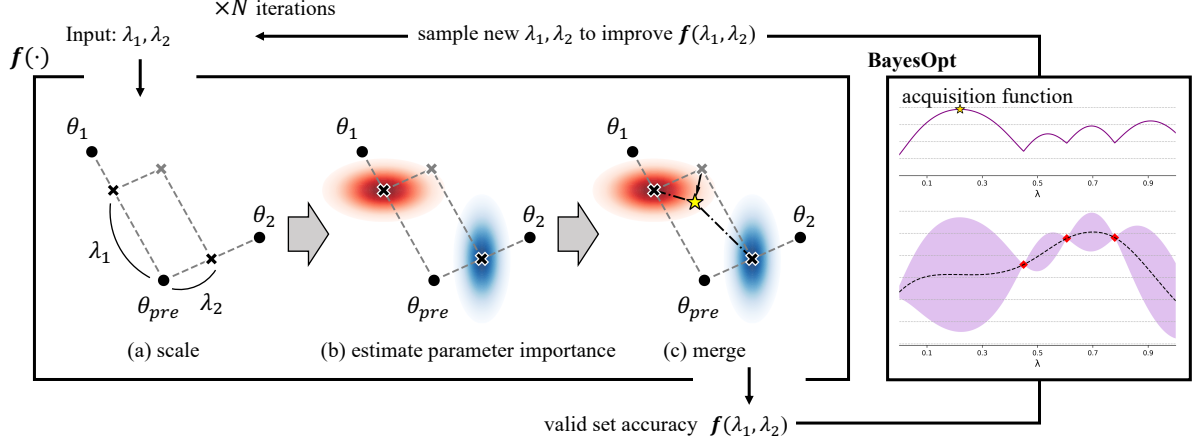 ×N iterations
Input: λ₁, λ₂
sample new λ₁, λ₂ to improve f(λ₁, λ₂)
f(·)
BayesOpt
acquisition function
θ₁
θ₂
λ₁
λ₂
θₚᵣₑ
(a) scale
θ₁
θ₂
θₚᵣₑ
(b) estimate parameter importance
θ₁
θ₂
θₚᵣₑ
(c) merge
0.1 0.3 0.5 0.7 0.9
λ
0.1 0.3 0.5 0.7 0.9
λ
valid set accuracy f(λ₁, λ₂)